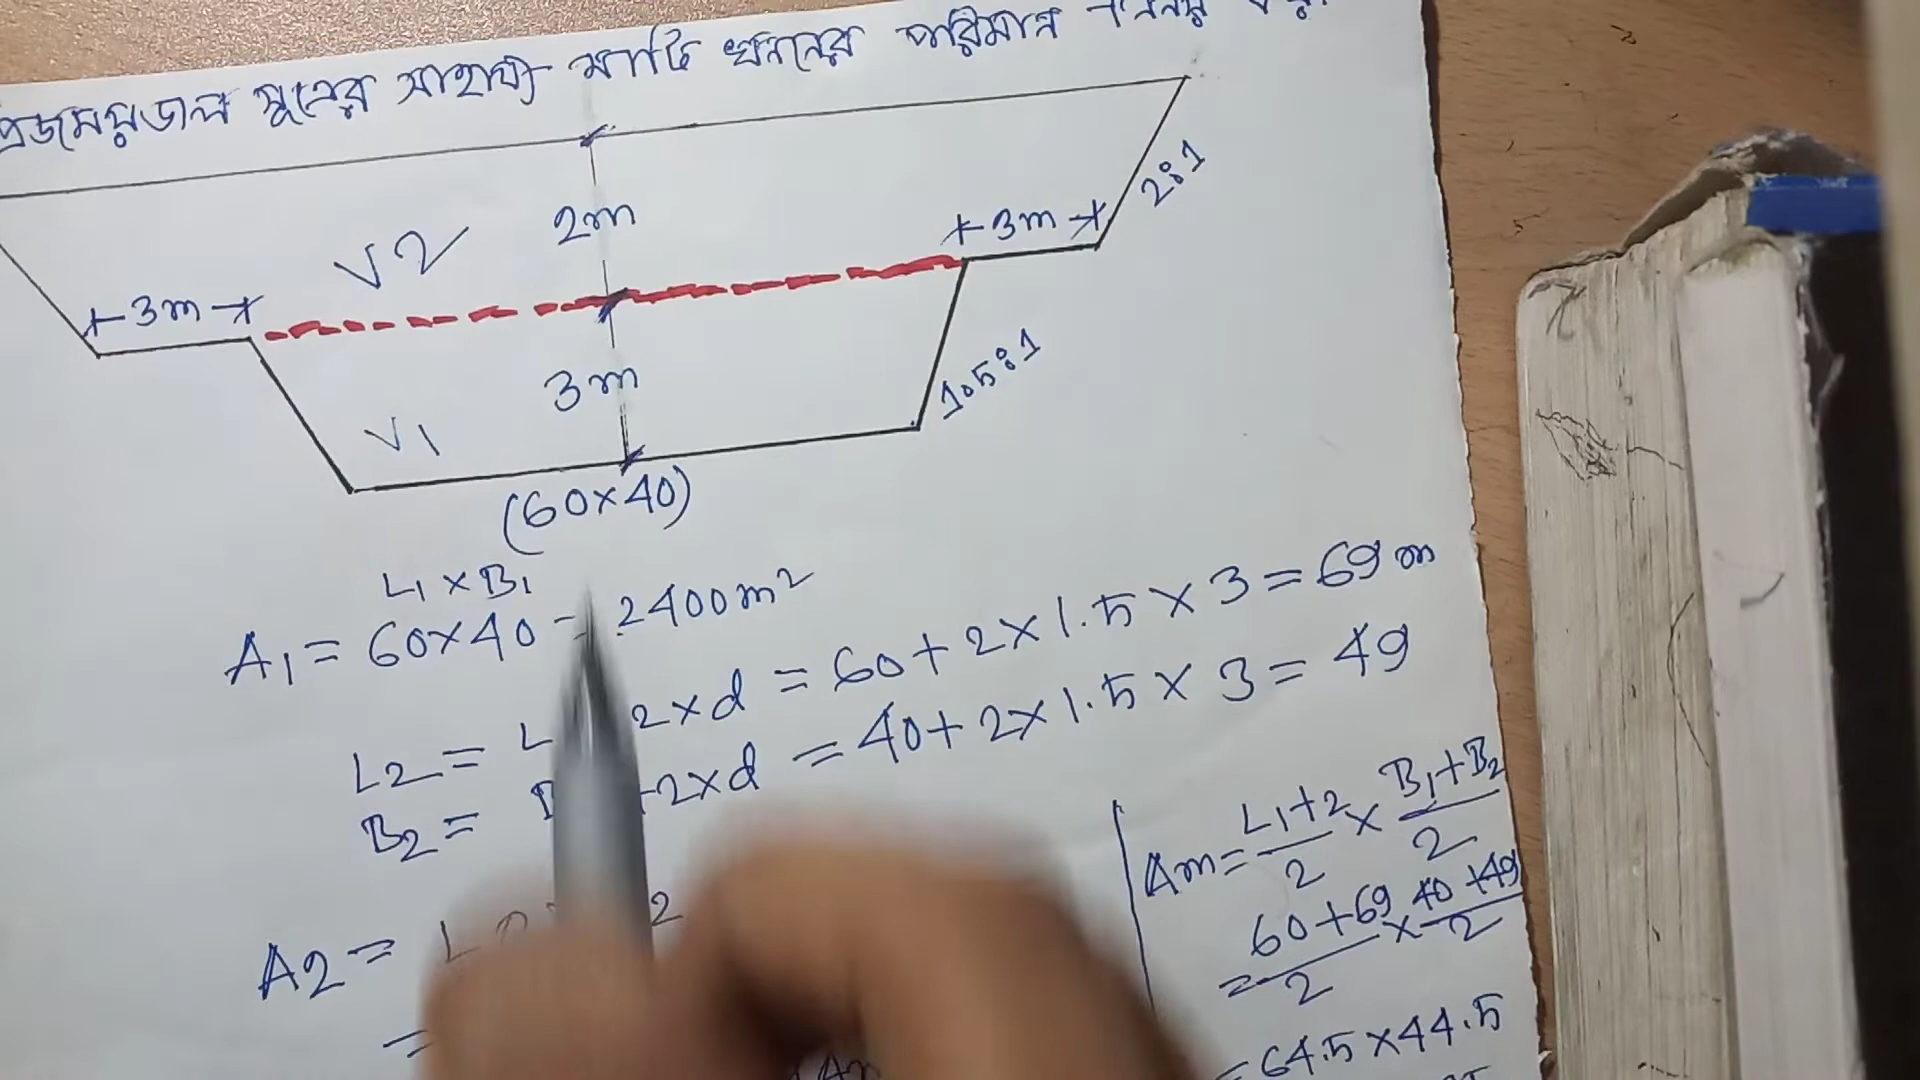 প্রজময়ডাল সূত্রের সাহায্য মাটি খননের পরিমান
2m
3m
2:1
V2
3m
3m
1.5:1
V1
(60×40)
L1 × B1
A1 = 60×40 = 2400m²
L2 = L 2×d = 60+2×1.5×3=69m
B2 = +2×d = 40+2×1.5×3=49
Am= L1+2/2 × B1+B2/2
= 60+69/2 × 40+49/2
=64.5×44.5
A2 = L 2
=